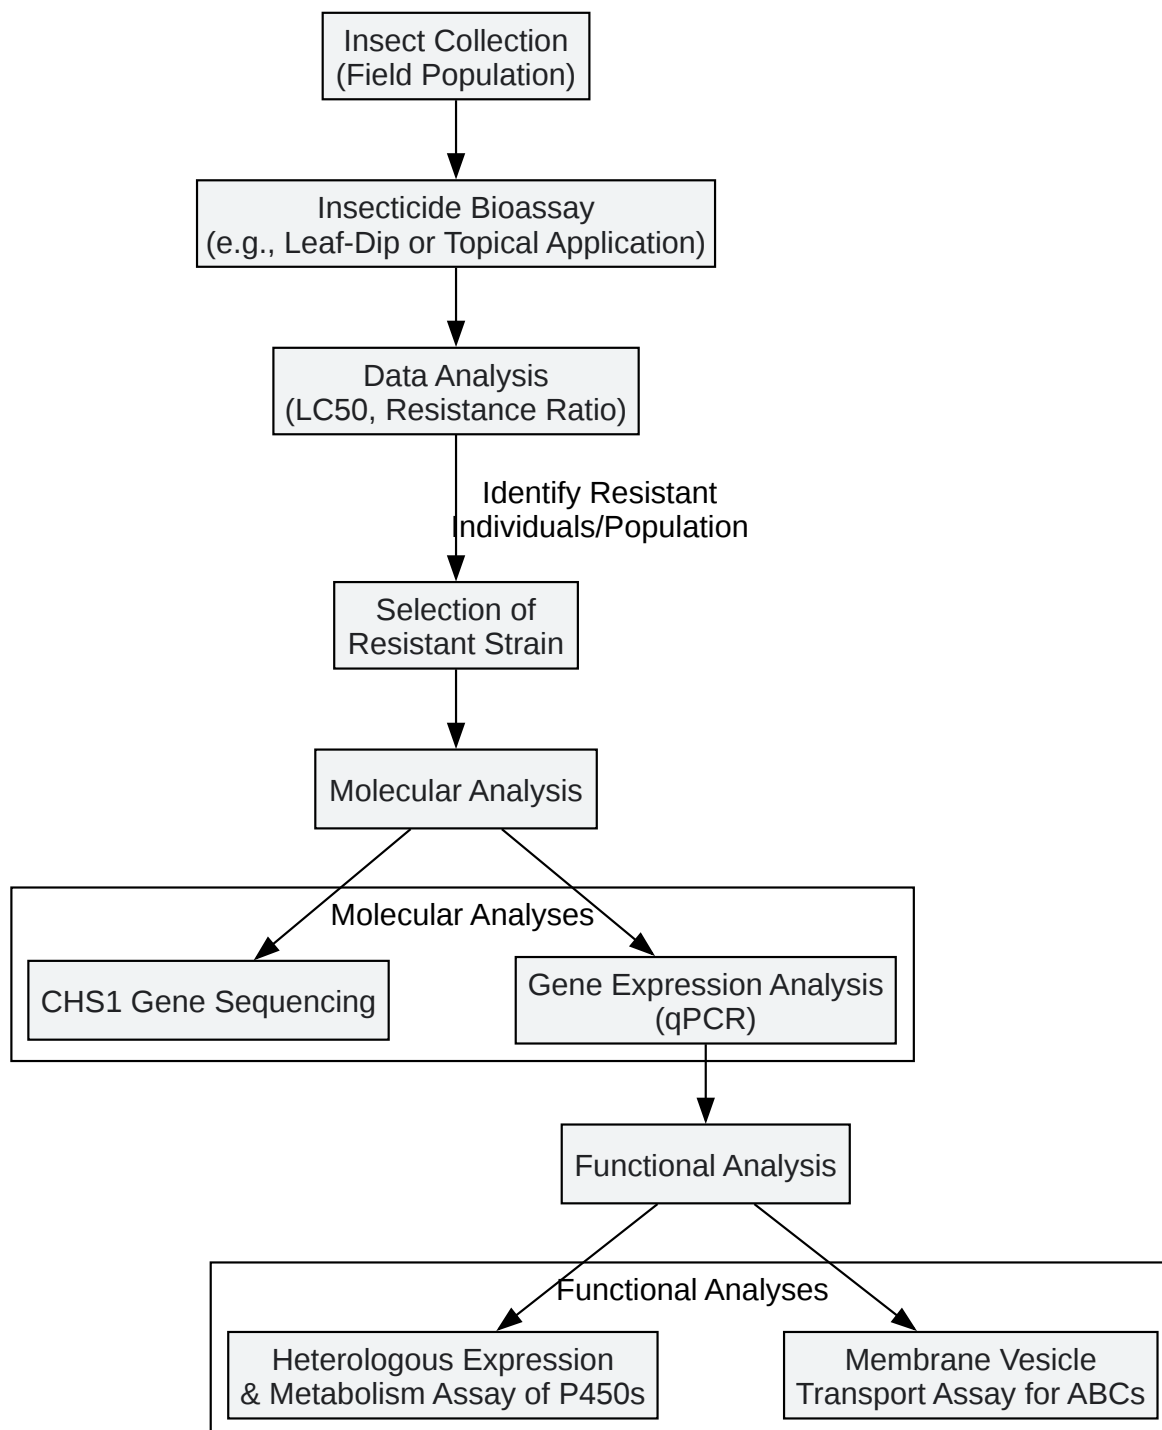 Insect Collection
(Field Population)
Insecticide Bioassay
(e.g., Leaf-Dip or Topical Application)
Data Analysis
(LC50, Resistance Ratio)
Identify Resistant
Individuals/Population
Selection of
Resistant Strain
Molecular Analysis
Molecular Analyses
CHS1 Gene Sequencing
Gene Expression Analysis
(qPCR)
Functional Analysis
Functional Analyses
Heterologous Expression
& Metabolism Assay of P450s
Membrane Vesicle
Transport Assay for ABCs